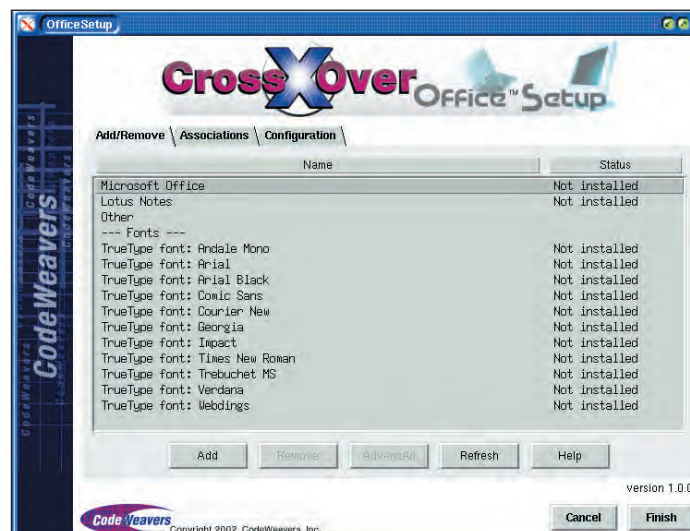 OfficeSetup
CrossXOver
Office™ Setup
Add/Remove Associations Configuration
Name Status
Microsoft Office Not installed
Lotus Notes Not installed
Other
--- Fonts ---
TrueType font: Andale Mono Not installed
TrueType font: Arial Not installed
TrueType font: Arial Black Not installed
TrueType font: Comic Sans Not installed
TrueType font: Courier New Not installed
TrueType font: Georgia Not installed
TrueType font: Impact Not installed
TrueType font: Times New Roman Not installed
TrueType font: Trebuchet MS Not installed
TrueType font: Verdana Not installed
TrueType font: Webdings Not installed
Add Remove Advanced Refresh Help
version 1.0.0
CodeWeavers
Copyright 2002, CodeWeavers, Inc.
Cancel Finish
CodeWeavers
CodeWeavers
CodeWeavers
CodeWeavers